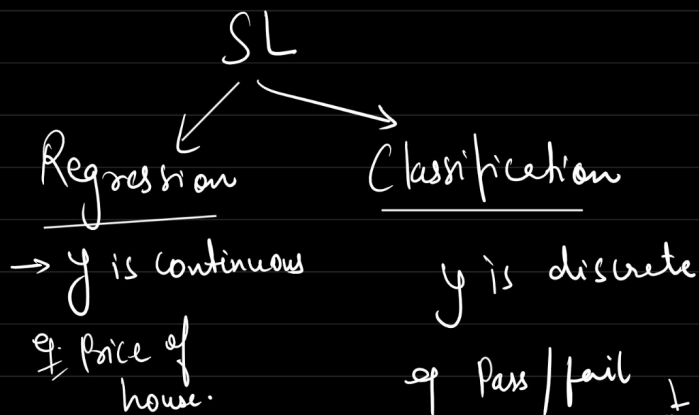 SL
Regression
Classification
→ y is continuous
y is discrete
eg: Price of
house.
eg Pass/fail